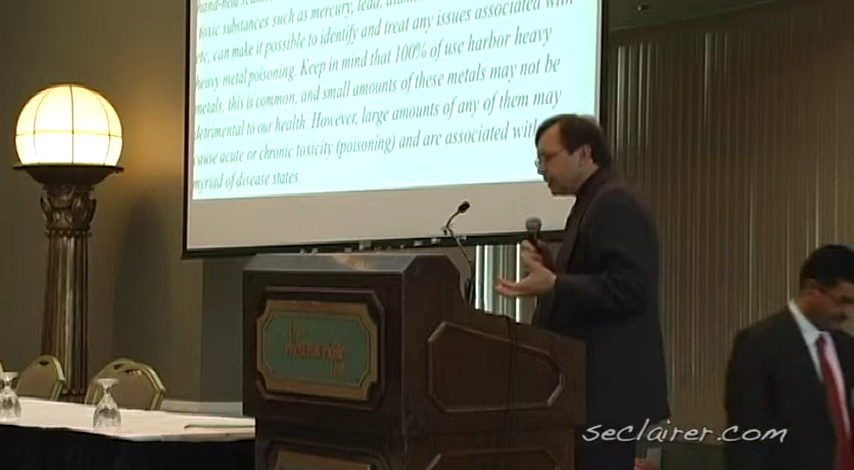 toxic substances such as mercury, lead,
etc, can make it possible to identify and treat any issues associated with
heavy metal poisoning. Keep in mind that 100% of use harbor heavy
metals, this is common, and small amounts of these metals may not be
detrimental to our health. However, large amounts of any of them may
cause acute or chronic toxicity (poisoning) and are associated with
myriad of disease states.
seclairer.com